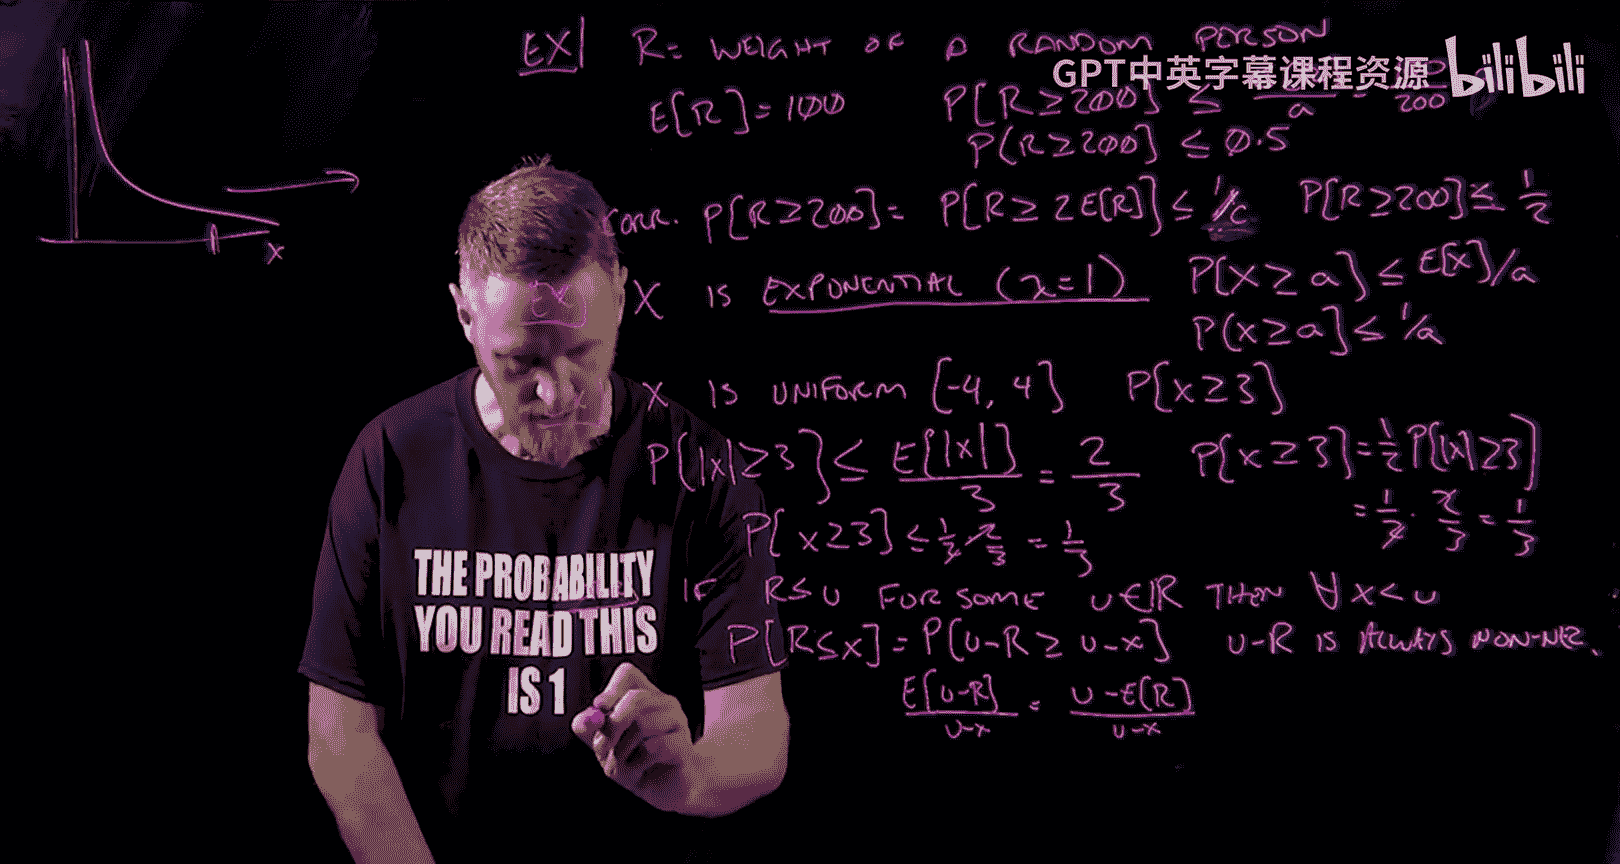 EX R = WEIGHT OF A RANDOM PERSON
GPT中英字幕课程资源 bilibili
E[R] = 100 P[R ≥ 200] ≤ /a = /200
P[R ≥ 200] ≤ 0.5
CORR. P[R ≥ 200] = P[R ≥ 2E[R]] ≤ 1/c P[R ≥ 200] ≤ 1/2
EX X IS EXPONENTIAL (λ=1) P[X ≥ a] ≤ E[X]/a
P[X ≥ a] ≤ 1/a
X IS UNIFORM [-4, 4] P[X ≥ 3]
P[|X| ≥ 3] ≤ E[|X|]/3 = 2/3 P[X ≥ 3] = 1/2 P[|X| ≥ 3]
= 1/2 · 2/3 = 1/3
P[X ≥ 3] ≤ 1/2 · 2/3 = 1/3
IF R ≤ U FOR SOME U ∈ ℝ THEN ∀ X < U
P[R ≤ X] = P[U-R ≥ U-X] U-R IS ALWAYS NON-NEG.
E[U-R]/U-X = U-E[R]/U-X
X
THE PROBABILITY
YOU READ THIS
IS 1